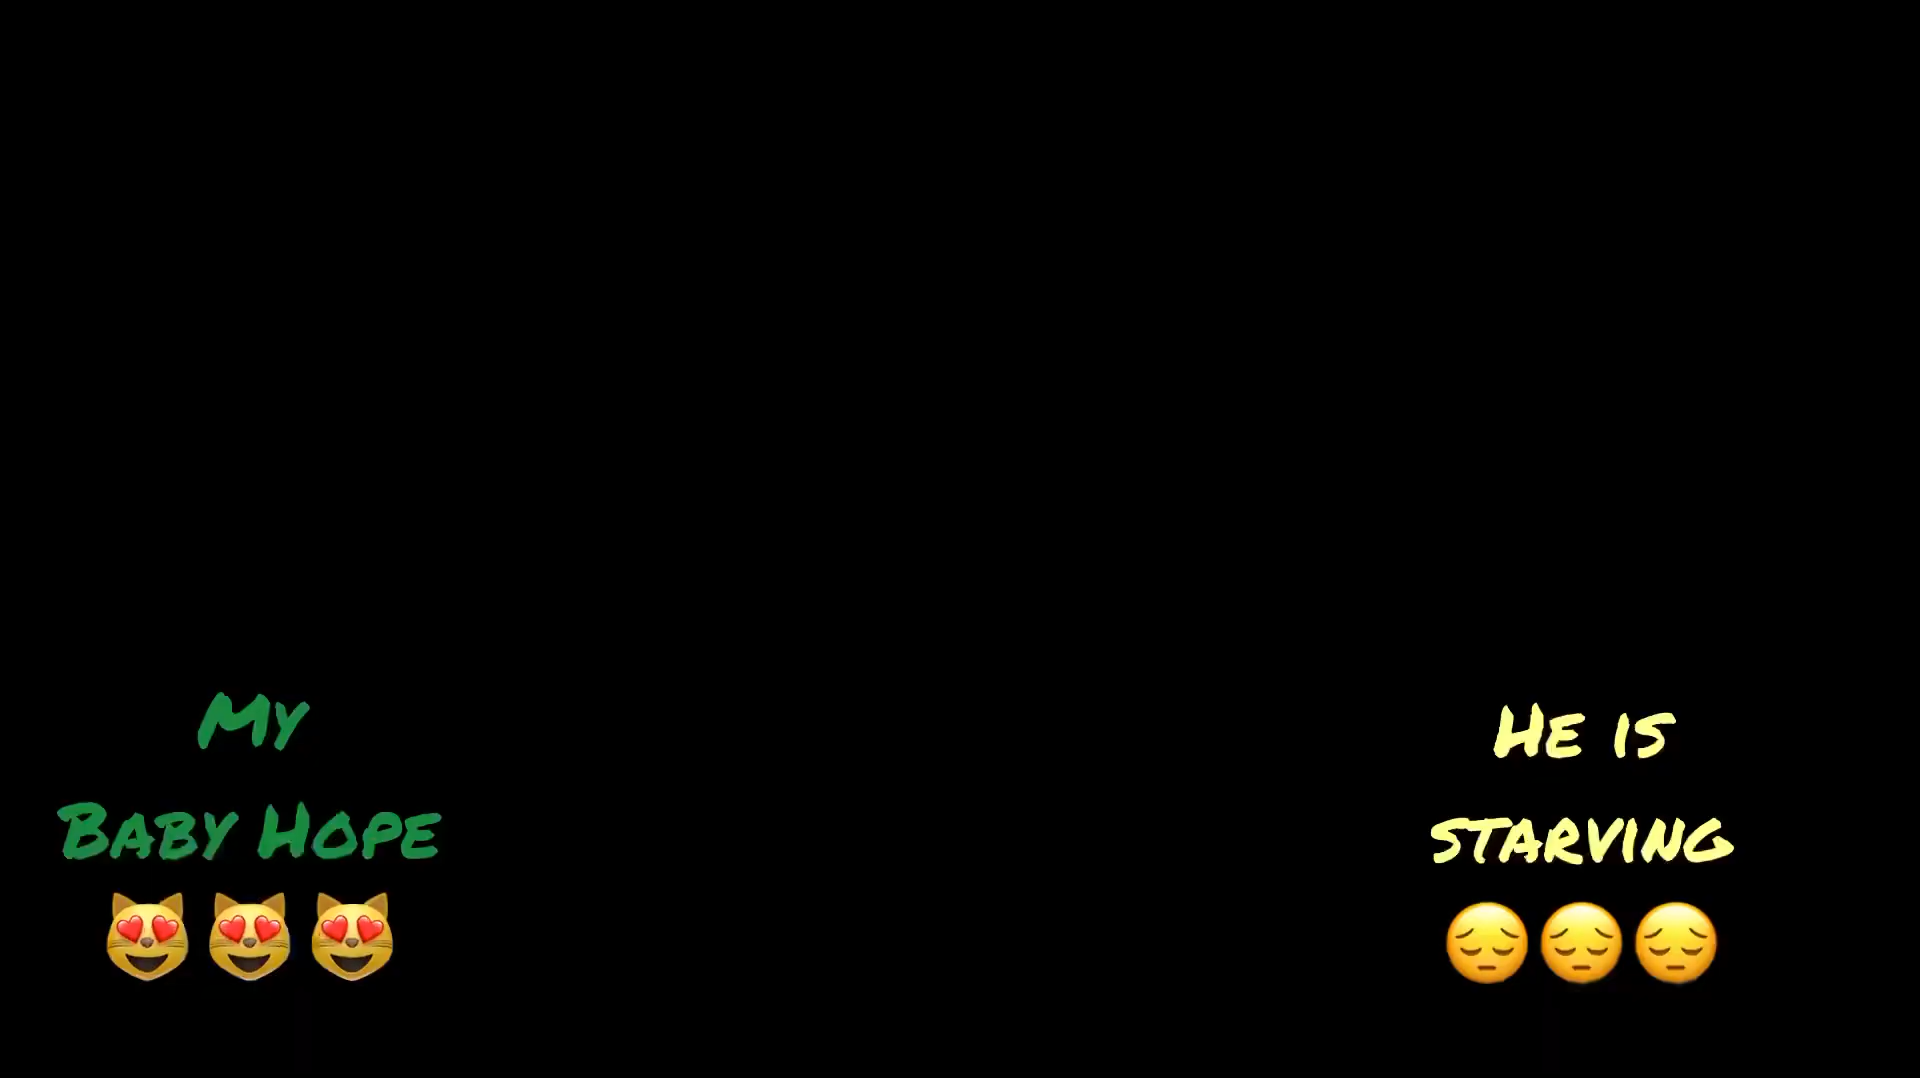 My
Baby Hope
😻😻😻
He is
starving
😔😔😔